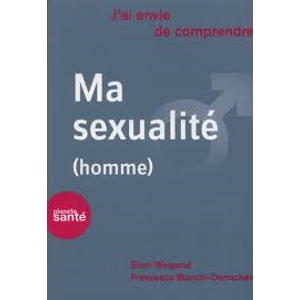 J'ai envie
de comprendre
Ma
sexualité
(homme)
planète
santé
Ellen Weigand
Francesco Bianchi-Demicheli